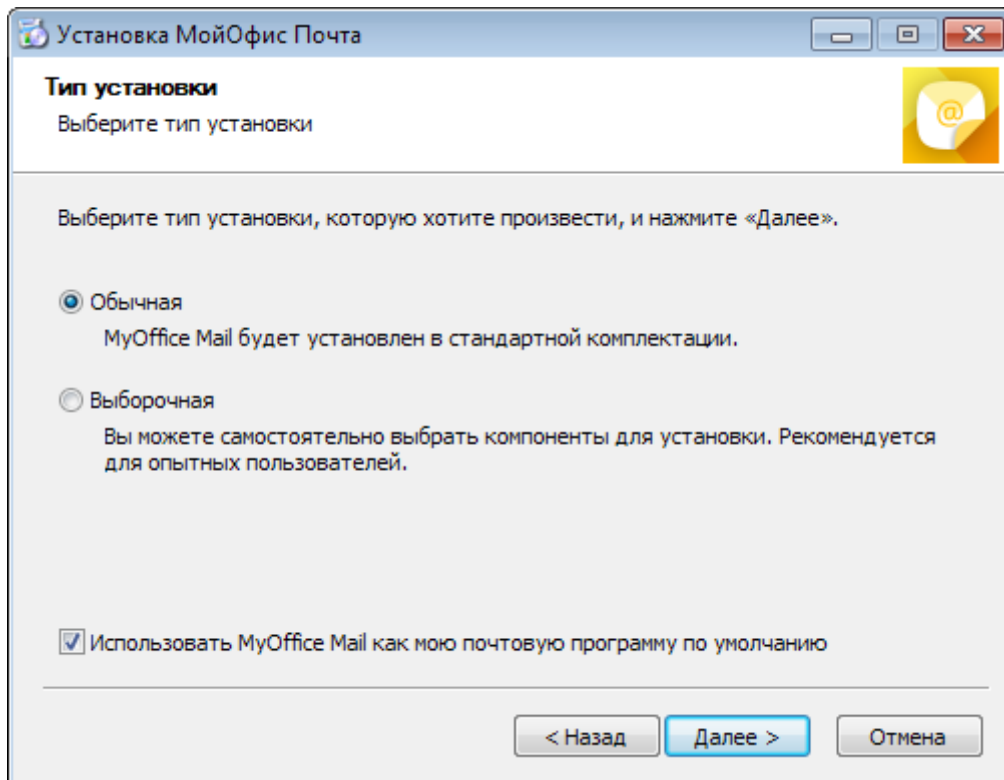 Установка МойОфис Почта
Тип установки
Выберите тип установки
@
Выберите тип установки, которую хотите произвести, и нажмите «Далее».
Обычная
MyOffice Mail будет установлен в стандартной комплектации.
Выборочная
Вы можете самостоятельно выбрать компоненты для установки. Рекомендуется
для опытных пользователей.
Использовать MyOffice Mail как мою почтовую программу по умолчанию
< Назад Далее > Отмена